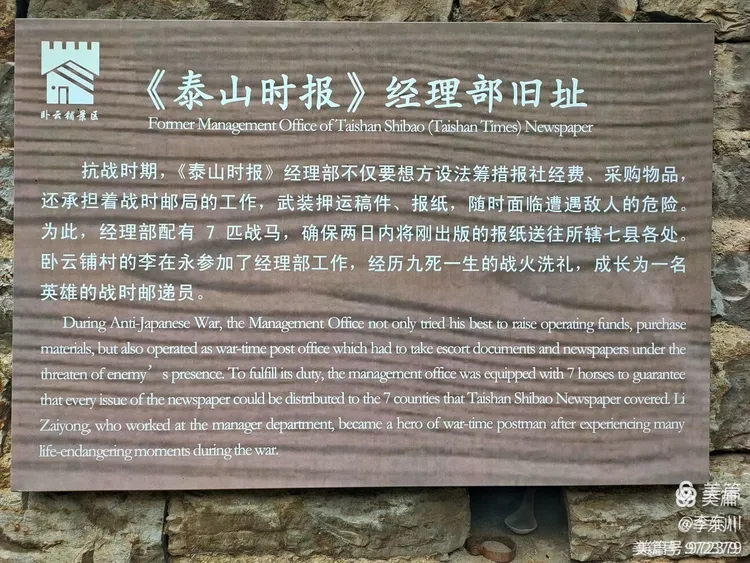 卧云铺景区
《泰山时报》经理部旧址
Former Management Office of Taishan Shibao (Taishan Times) Newspaper
抗战时期，《泰山时报》经理部不仅要想方设法筹措报社经费、采购物品，
还承担着战时邮局的工作，武装押运稿件、报纸，随时面临遭遇敌人的危险。
为此，经理部配有 7 匹战马，确保两日内将刚出版的报纸送往所辖七县各处。
卧云铺村的李在永参加了经理部工作，经历九死一生的战火洗礼，成长为一名
英雄的战时邮递员。
During Anti-Japanese War, the Management Office not only tried his best to raise operating funds, purchase
materials, but also operated as war-time post office which had to take escort documents and newspapers under the
threaten of enemy’s presence. To fulfill its duty, the management office was equipped with 7 horses to guarantee
that every issue of the newspaper could be distributed to the 7 counties that Taishan Shibao Newspaper covered. Li
Zaiyong, who worked at the manager department, became a hero of war-time postman after experiencing many
life-endangering moments during the war.
美篇
@李东川
美篇号